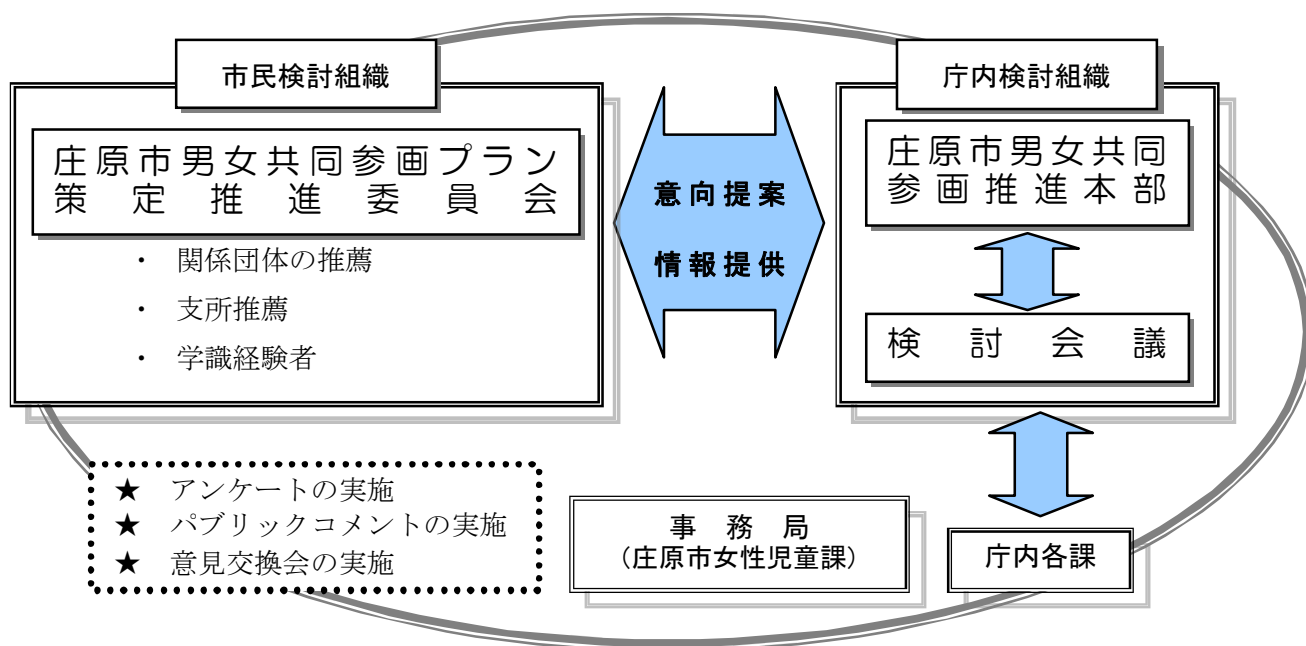 市民検討組織
庄原市男女共同参画プラン
策定推進委員会
・ 関係団体の推薦
・ 支所推薦
・ 学識経験者
意向提案
情報提供
庁内検討組織
庄原市男女共同
参画推進本部
検討会議
★ アンケートの実施
★ パブリックコメントの実施
★ 意見交換会の実施
事務局
(庄原市女性児童課)
庁内各課